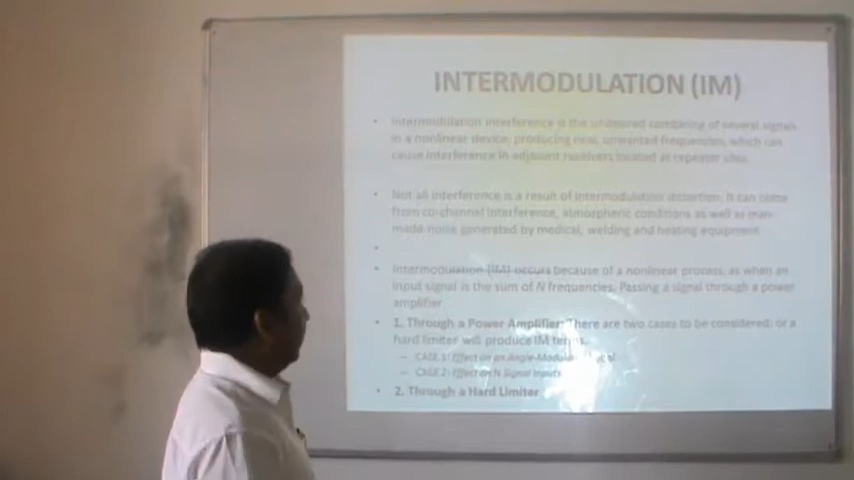 INTERMODULATION (IM)
• Intermodulation interference is the undesired combining of several signals
in a nonlinear device, producing new, unwanted frequencies, which can
cause interference in adjacent receivers located at repeater sites.
• Not all interference is a result of intermodulation distortion. It can come
from co-channel interference, atmospheric conditions as well as man-
made noise generated by medical, welding and heating equipment.
•
• Intermodulation (IM) occurs because of a nonlinear process, as when an
input signal is the sum of N frequencies. Passing a signal through a power
amplifier
• 1. Through a Power Amplifier: There are two cases to be considered: or a
hard limiter will produce IM terms.
– CASE 1: Effect on an Angle-Modulated
– CASE 2: Effect on N Signal Inputs
• 2. Through a Hard Limiter